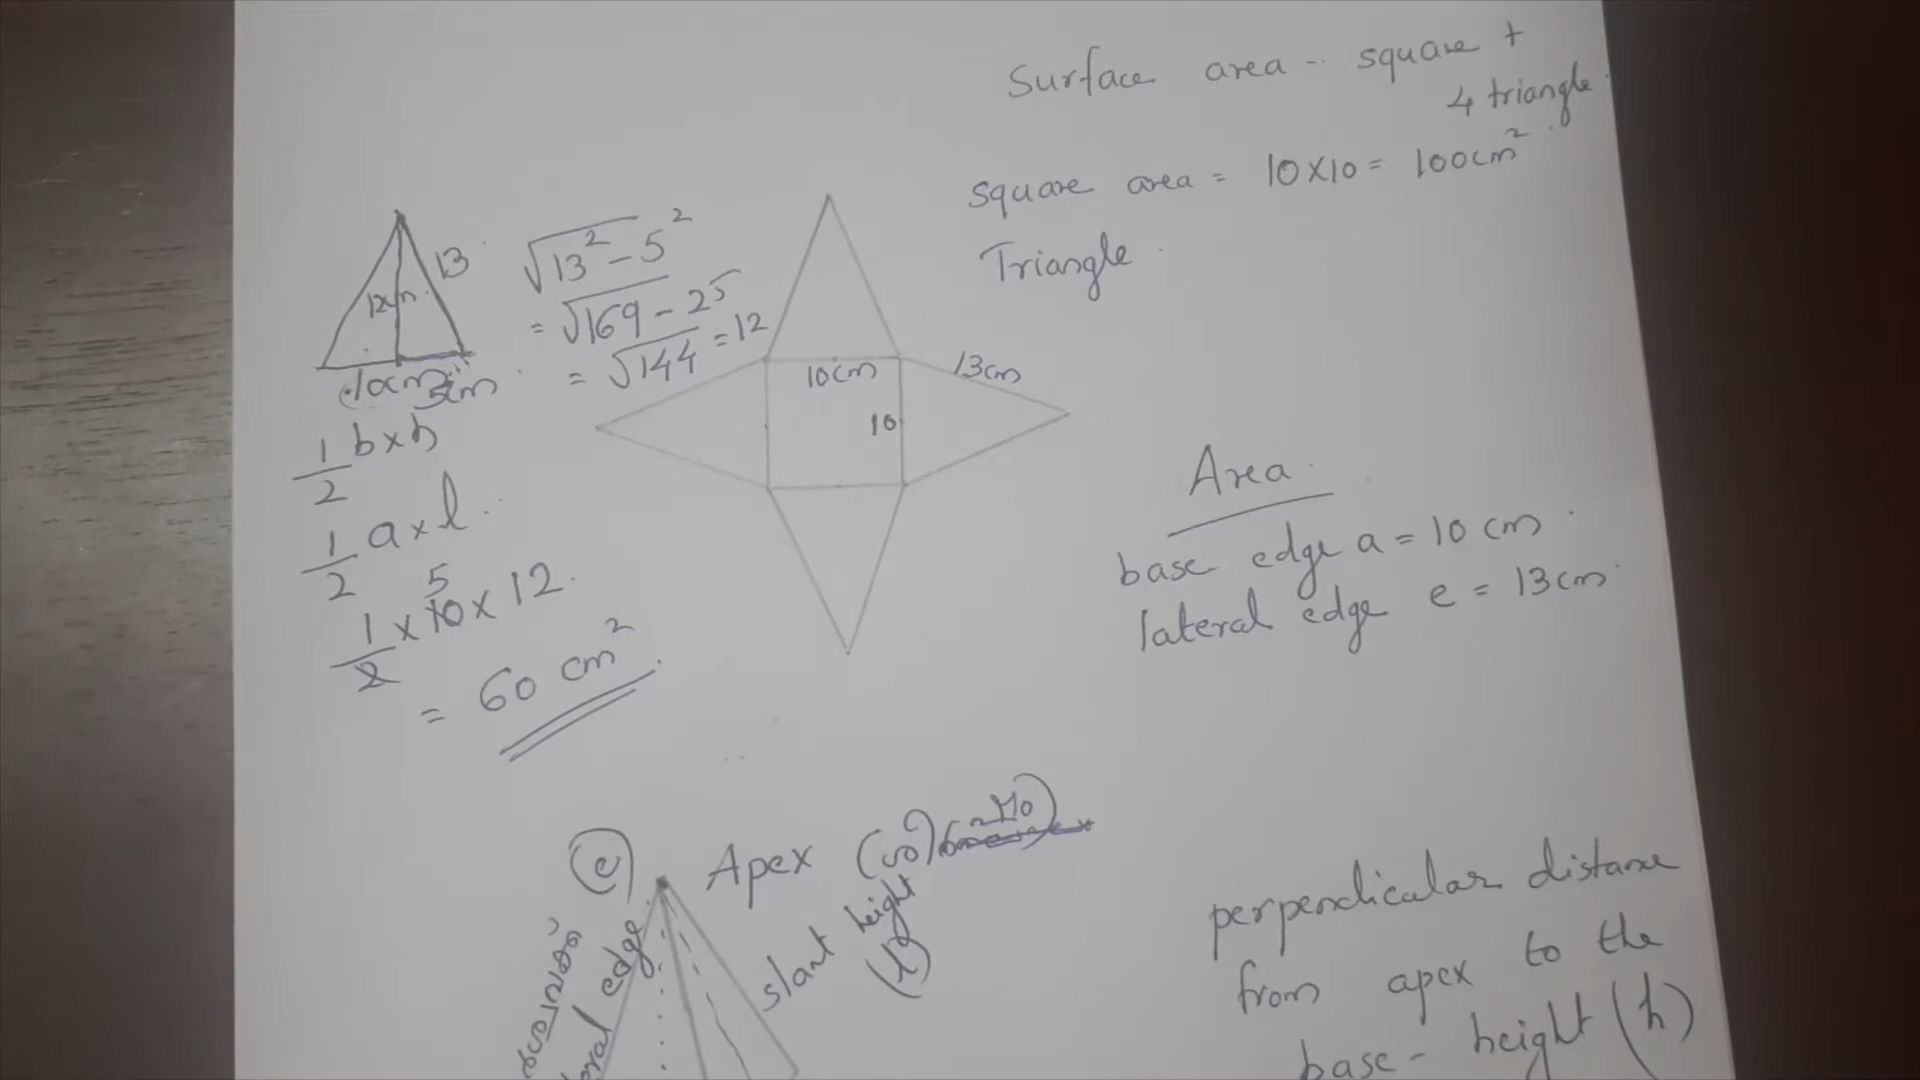 Surface area - square +
4 triangle
square area = 10×10 = 100cm²
Triangle
13
12cm
10cm
5cm
√13² - 5²
= √169 - 25
= √144 = 12
10cm
10
13cm
1/2 b×h
1/2 a×l
1/2 × 10 × 12
5
= 60 cm²
Area
base edge a = 10 cm
lateral edge e = 13cm
(e)
Apex
slant height
(l)
edge
perpendicular distance
from apex to the
base - height (h)